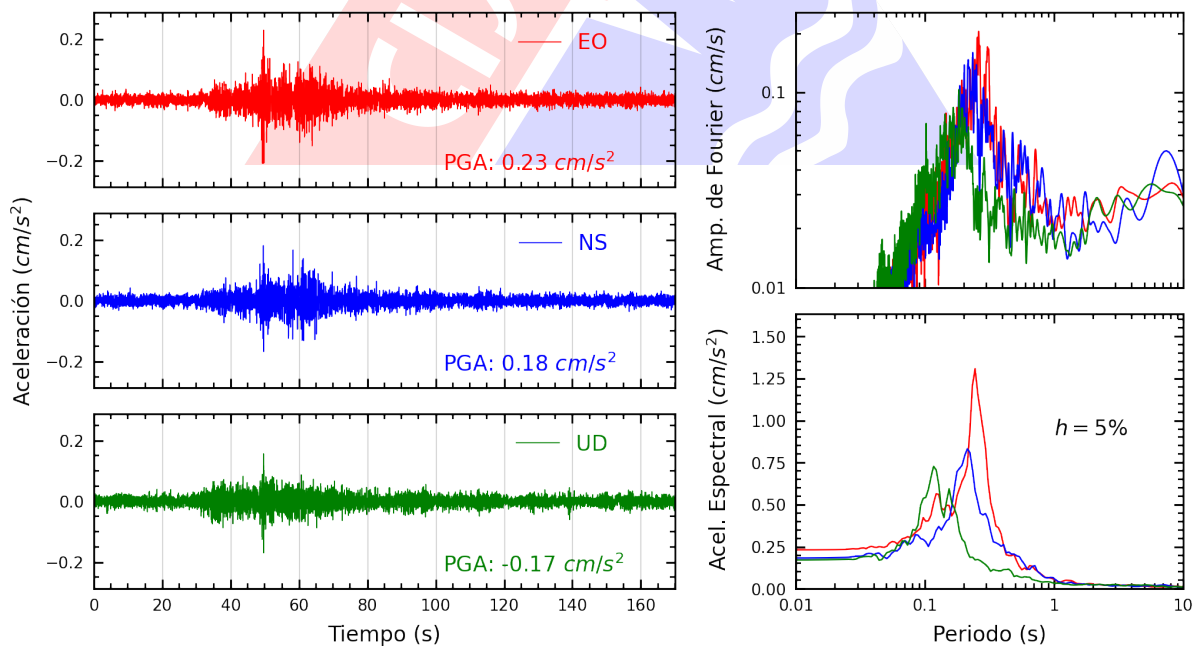 Aceleración (cm/s²)
0.2
0.0
−0.2
EO
PGA: 0.23 cm/s²
0.2
0.0
−0.2
NS
PGA: 0.18 cm/s²
0.2
0.0
−0.2
UD
PGA: -0.17 cm/s²
0 20 40 60 80 100 120 140 160
Tiempo (s)
Amp. de Fourier (cm/s)
0.1
0.01
Acel. Espectral (cm/s²)
1.50
1.25
1.00
0.75
0.50
0.25
0.00
h = 5%
0.01 0.1 1 10
Periodo (s)